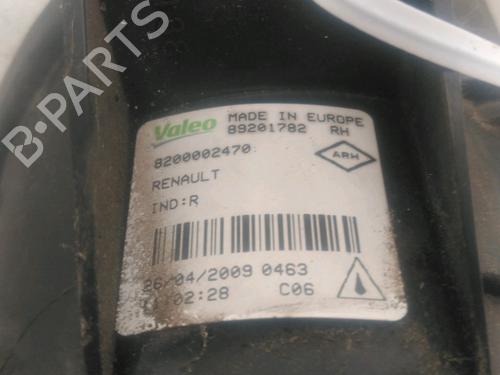 B-PARTS
Valeo MADE IN EUROPE
89201782 RH
8200002470
ARH
RENAULT
IND:R
26/04/2009 0463
02:28 C06